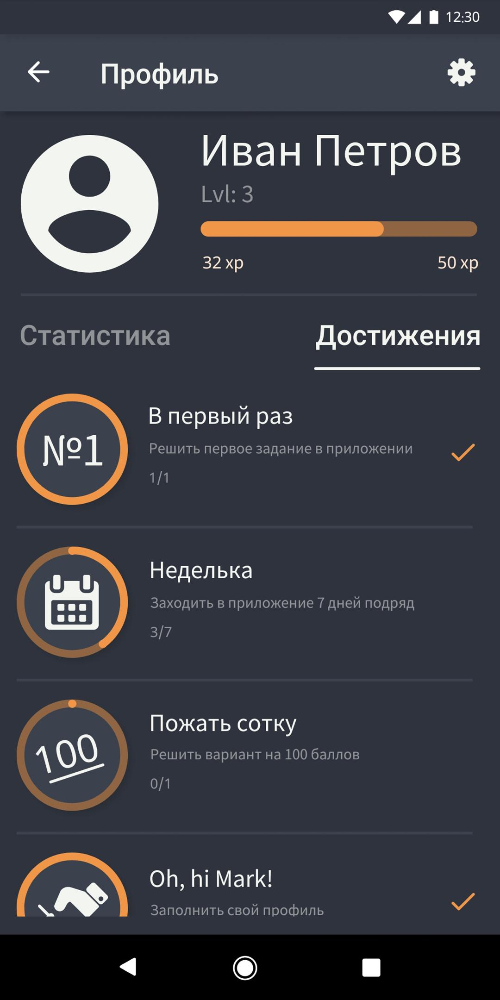 12:30
Профиль
Иван Петров
Lvl: 3
32 xp
50 xp
Статистика
Достижения
№1
В первый раз
Решить первое задание в приложении
1/1
Неделька
Заходить в приложение 7 дней подряд
3/7
100
Пожать сотку
Решить вариант на 100 баллов
0/1
Oh, hi Mark!
Заполнить свой профиль